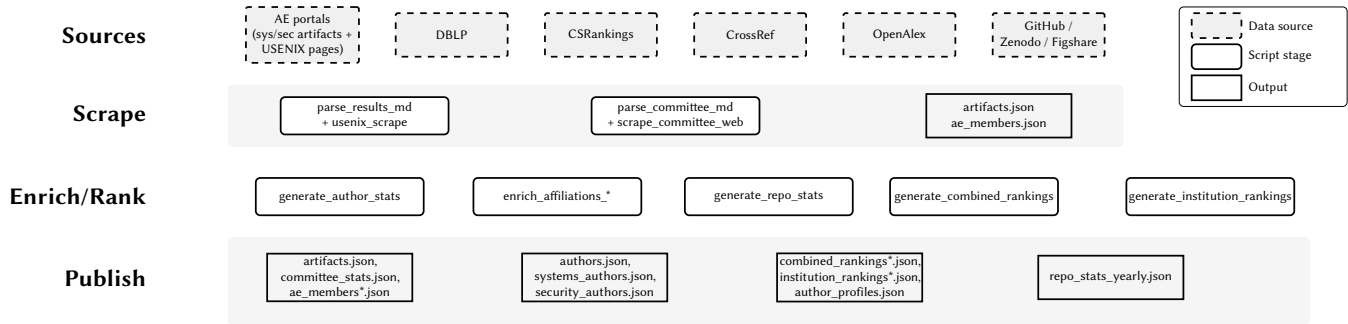 Sources
AE portals
(sys/sec artifacts +
USENIX pages)
DBLP
CSRankings
CrossRef
OpenAlex
GitHub /
Zenodo / Figshare
Data source
Script stage
Output
Scrape
parse_results_md
+ usenix_scrape
parse_committee_md
+ scrape_committee_web
artifacts.json
ae_members.json
Enrich/Rank
generate_author_stats
enrich_affiliations_*
generate_repo_stats
generate_combined_rankings
generate_institution_rankings
Publish
artifacts.json,
committee_stats.json,
ae_members*.json
authors.json,
systems_authors.json,
security_authors.json
combined_rankings*.json,
institution_rankings*.json,
author_profiles.json
repo_stats_yearly.json